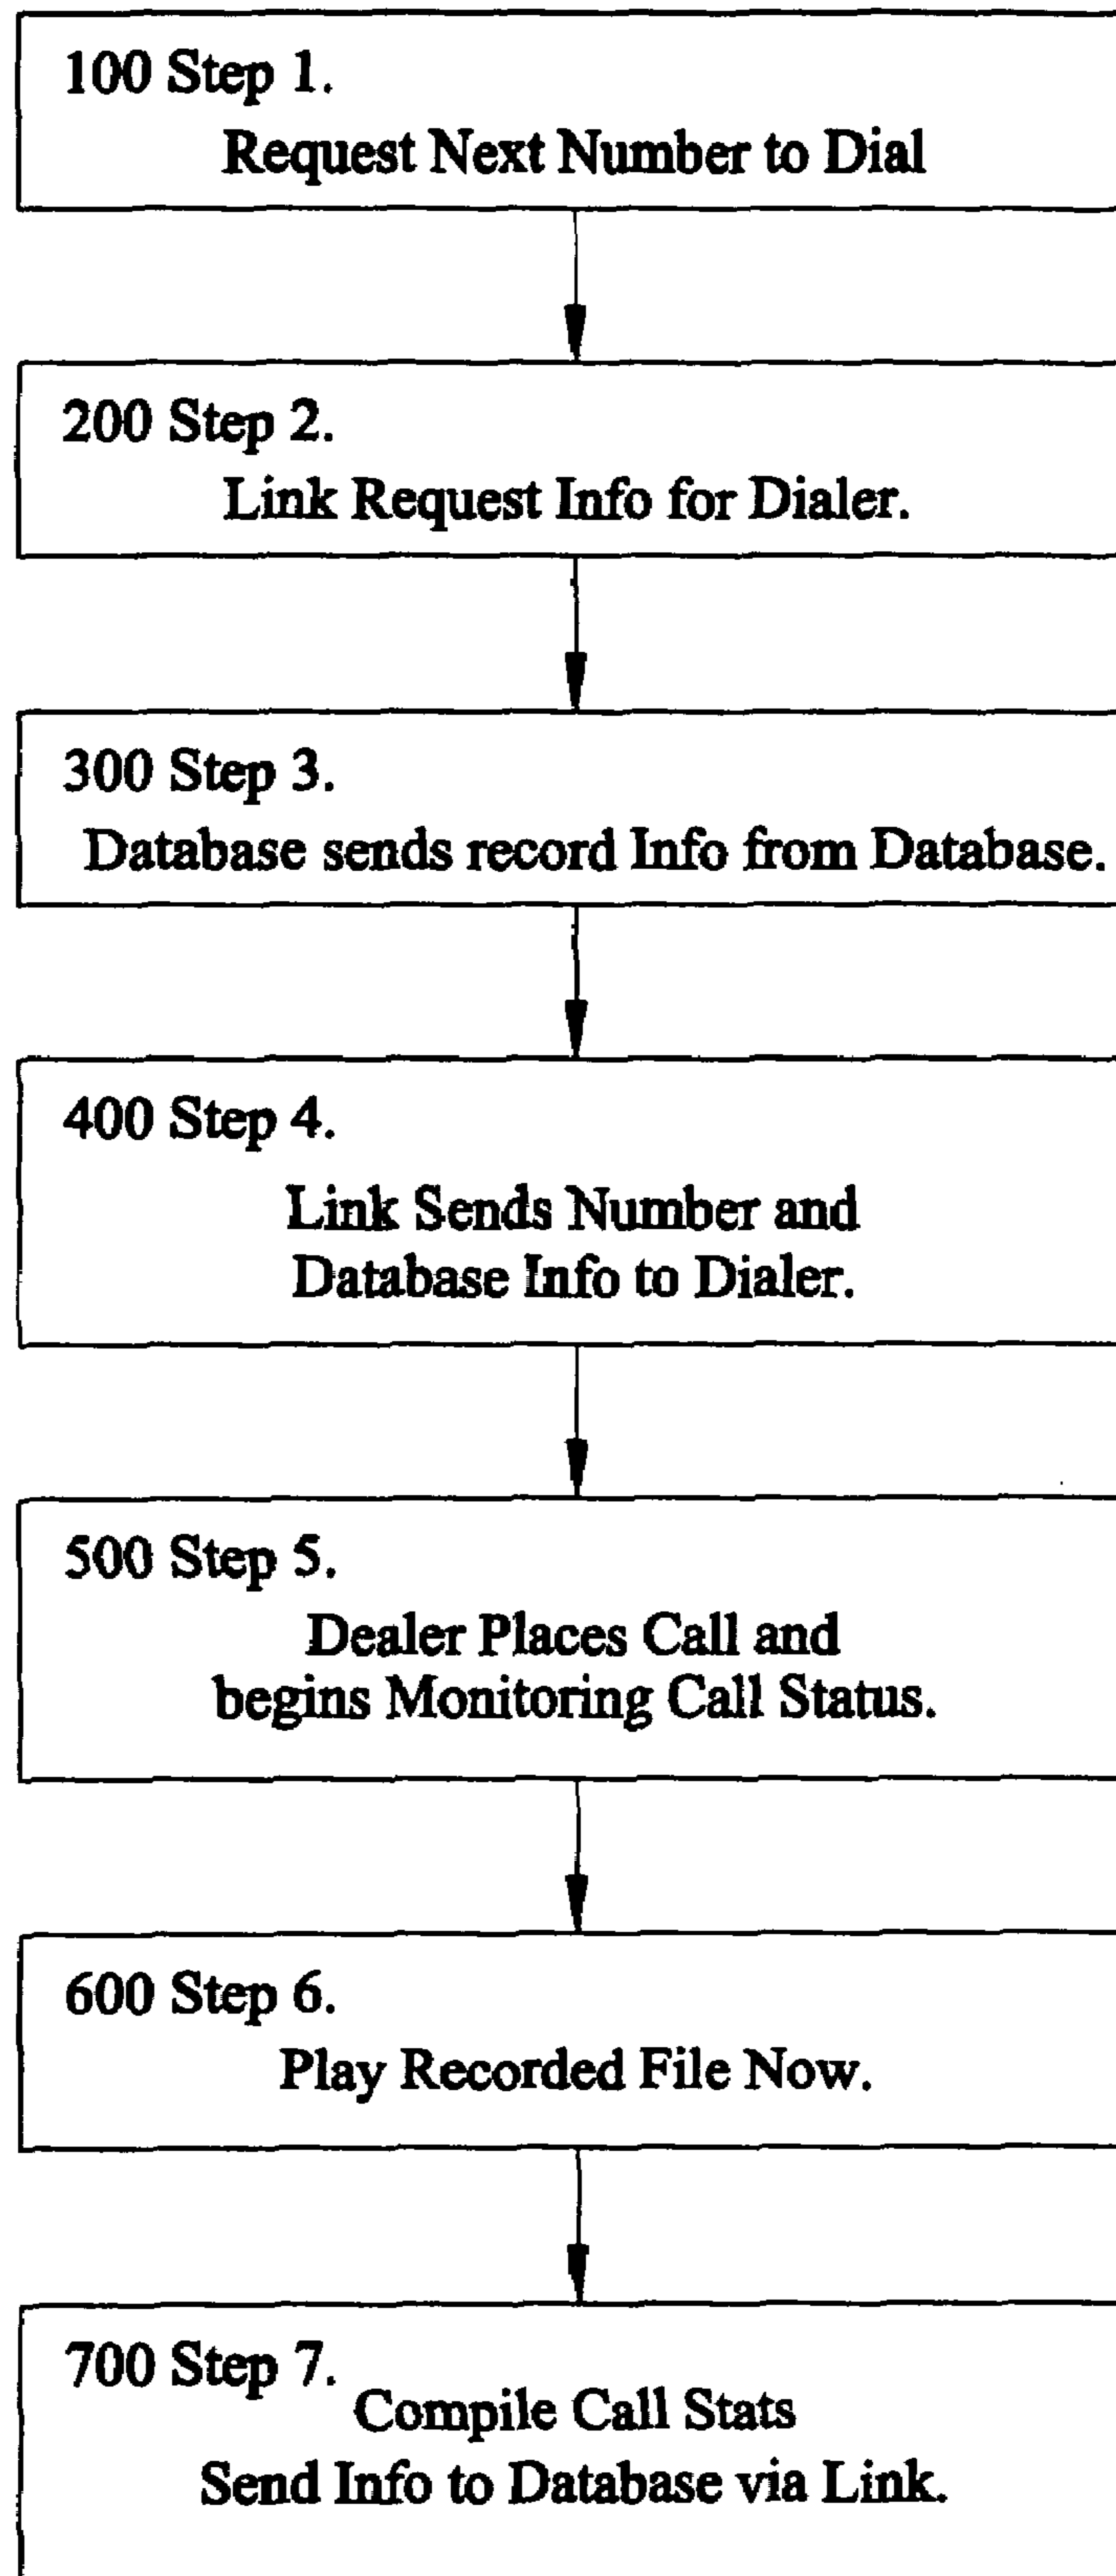 100 Step 1.
Request Next Number to Dial
200 Step 2.
Link Request Info for Dialer.
300 Step 3.
Database sends record Info from Database.
400 Step 4.
Link Sends Number and
Database Info to Dialer.
500 Step 5.
Dealer Places Call and
begins Monitoring Call Status.
600 Step 6.
Play Recorded File Now.
700 Step 7.
Compile Call Stats
Send Info to Database via Link.